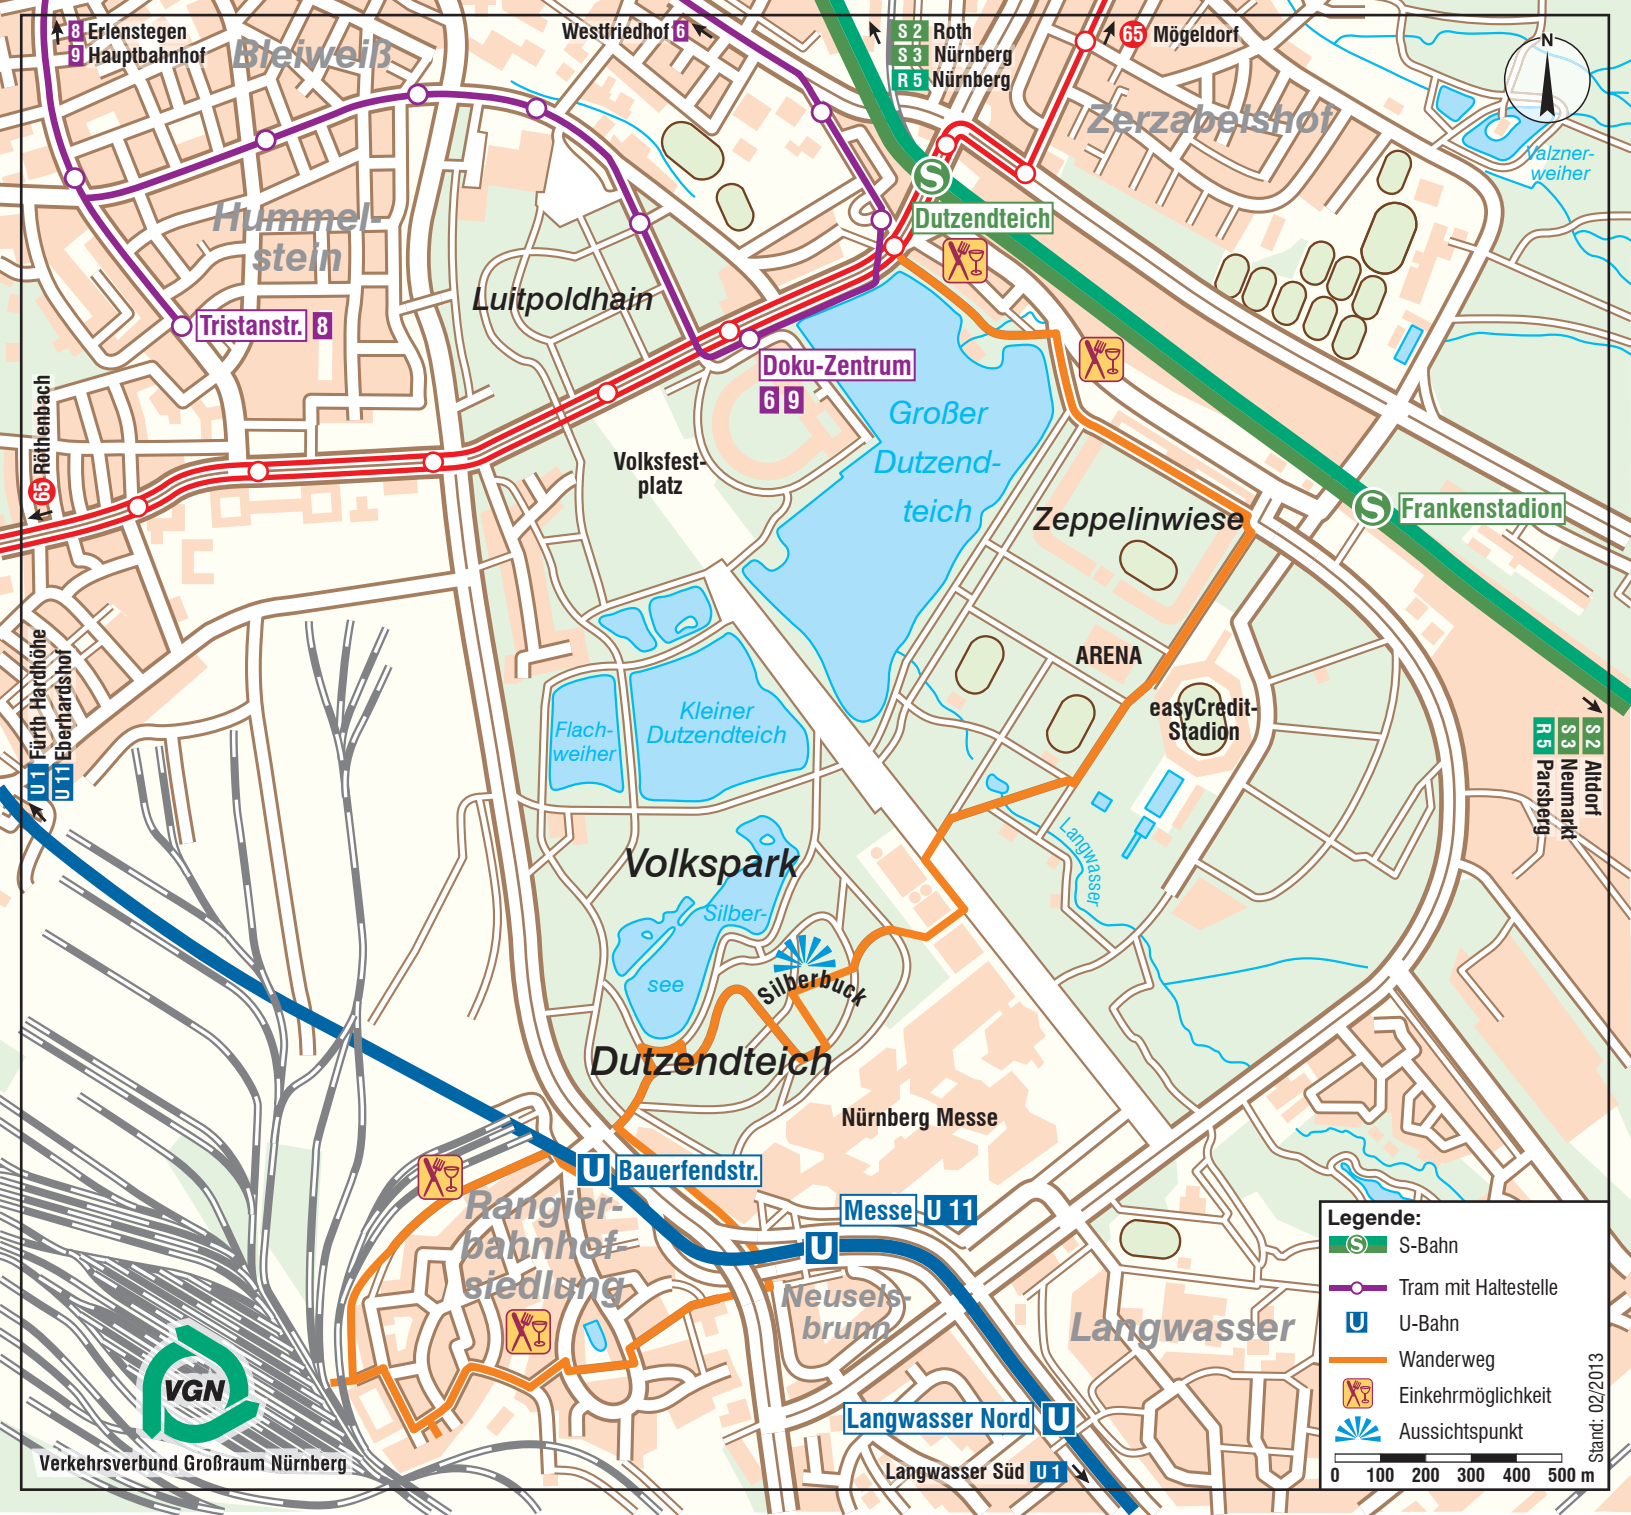 8 Erlenstegen
9 Hauptbahnhof
Bleiweiß
Westfriedhof 6
S 2 Roth
S 3 Nürnberg
R 5 Nürnberg
65 Mögeldorf
N
Zerzabelshof
Valzner-
weiher
S
Dutzendteich
Hummel-
stein
Luitpoldhain
Tristanstr. 8
Doku-Zentrum
6 9
65 Röthenbach
Großer
Dutzend-
teich
Volksfest-
platz
Zeppelinwiese
S Frankenstadion
ARENA
easyCredit-
Stadion
U 1 Fürth Hardhöhe
U 11 Eberhardshof
Flach-
weiher
Kleiner
Dutzendteich
S 2 Altdorf
S 3 Neumarkt
R 5 Parsberg
Langwasser
Volkspark
Silber-
see
Silberbuck
Dutzendteich
Nürnberg Messe
U Bauerfendstr.
Messe U 11
U
Rangier-
bahnhof-
siedlung
Neusels-
brunn
Langwasser
Langwasser Nord U
Langwasser Süd U 1
VGN
Verkehrsverbund Großraum Nürnberg
Legende:
S S-Bahn
Tram mit Haltestelle
U U-Bahn
Wanderweg
Einkehrmöglichkeit
Aussichtspunkt
0 100 200 300 400 500 m
Stand: 02/2013